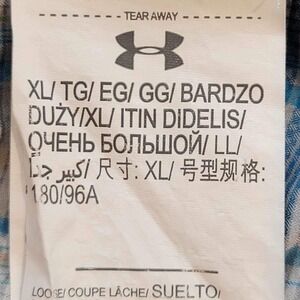 TEAR AWAY
XL/ TG/ EG/ GG/ BARDZO
DUŻY/XL/ ITIN DIDELIS/
ОЧЕНЬ БОЛЬШОЙ/ LL/
كبير جداً/ 尺寸: XL/ 号型规格:
180/96A
LOOSE/ COUPE LÂCHE/ SUELTO/